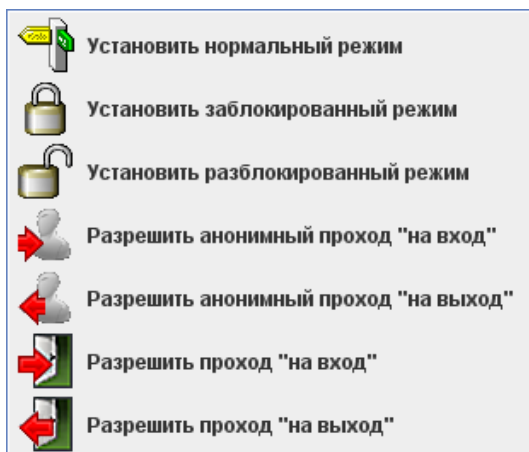 Установить нормальный режим
Установить заблокированный режим
Установить разблокированный режим
Разрешить анонимный проход "на вход"
Разрешить анонимный проход "на выход"
Разрешить проход "на вход"
Разрешить проход "на выход"